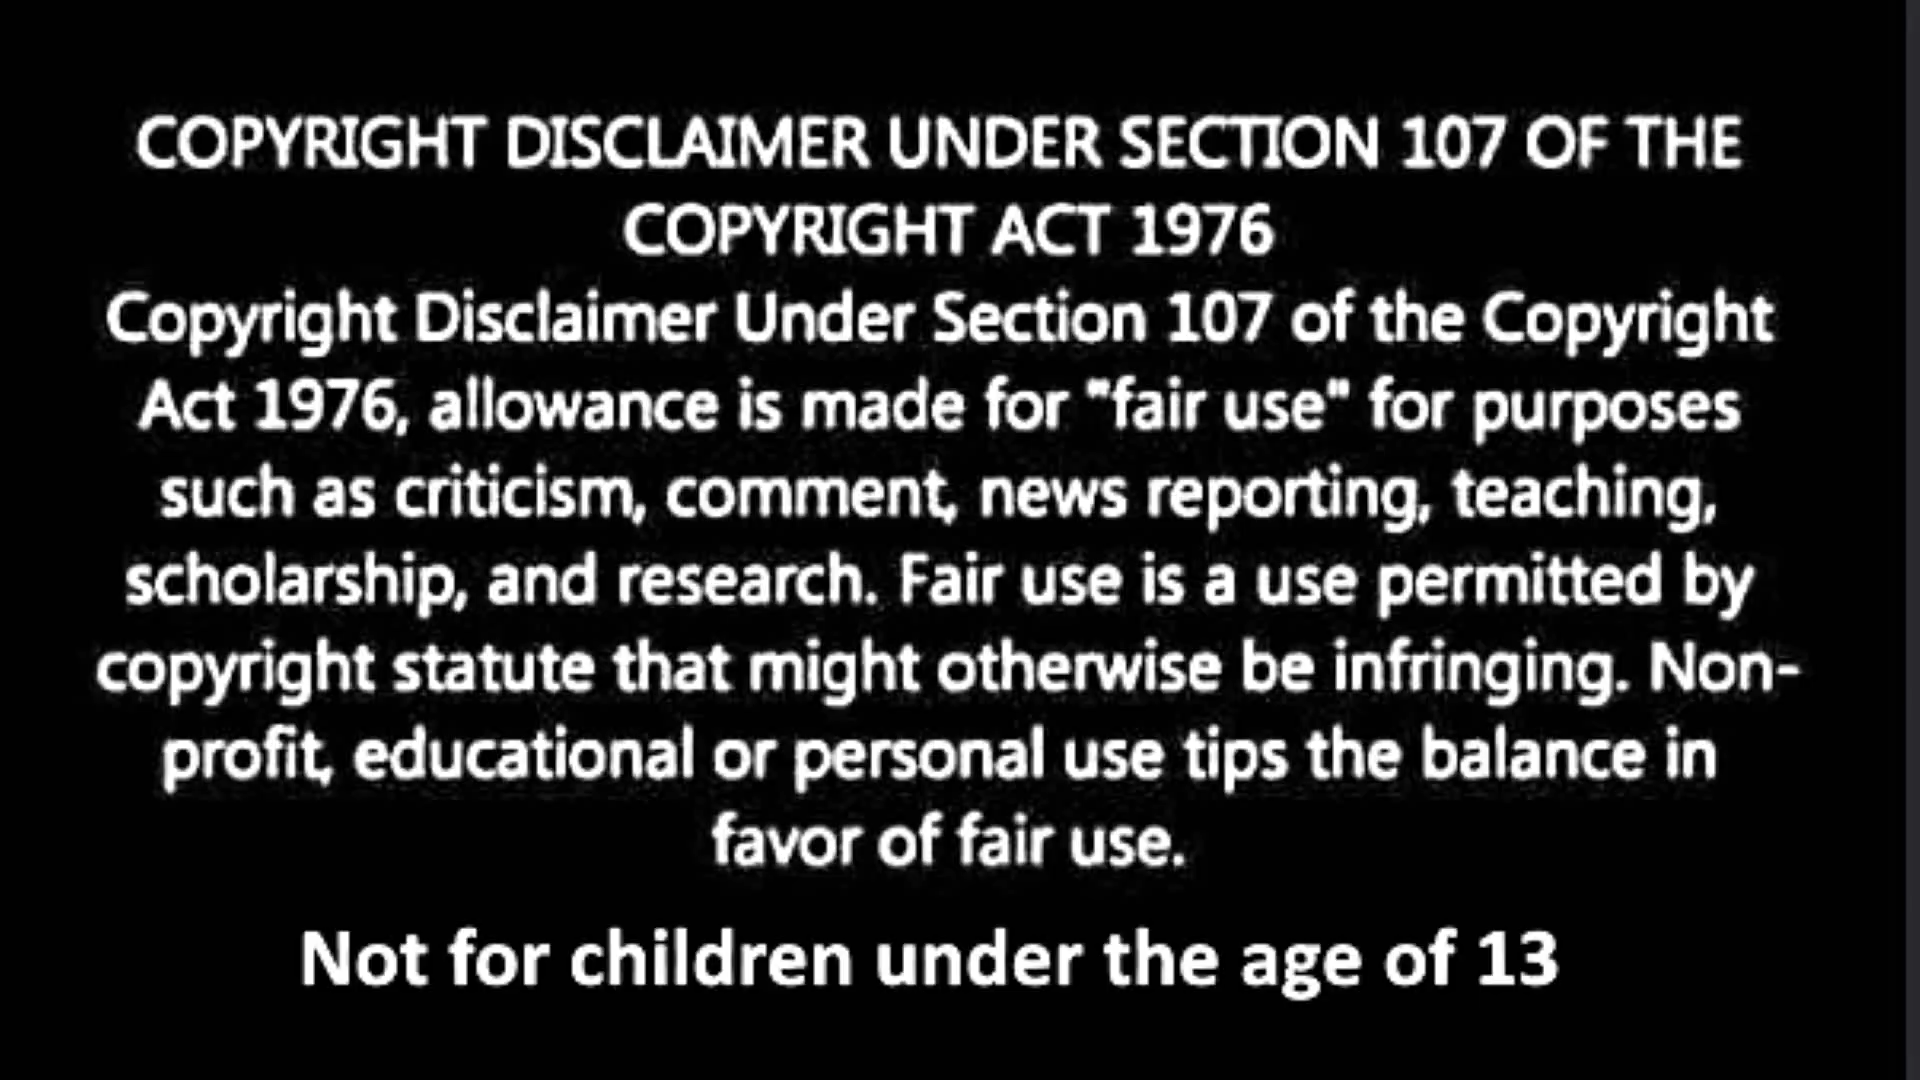 COPYRIGHT DISCLAIMER UNDER SECTION 107 OF THE
COPYRIGHT ACT 1976
Copyright Disclaimer Under Section 107 of the Copyright
Act 1976, allowance is made for "fair use" for purposes
such as criticism, comment, news reporting, teaching,
scholarship, and research. Fair use is a use permitted by
copyright statute that might otherwise be infringing. Non-
profit, educational or personal use tips the balance in
favor of fair use.
Not for children under the age of 13